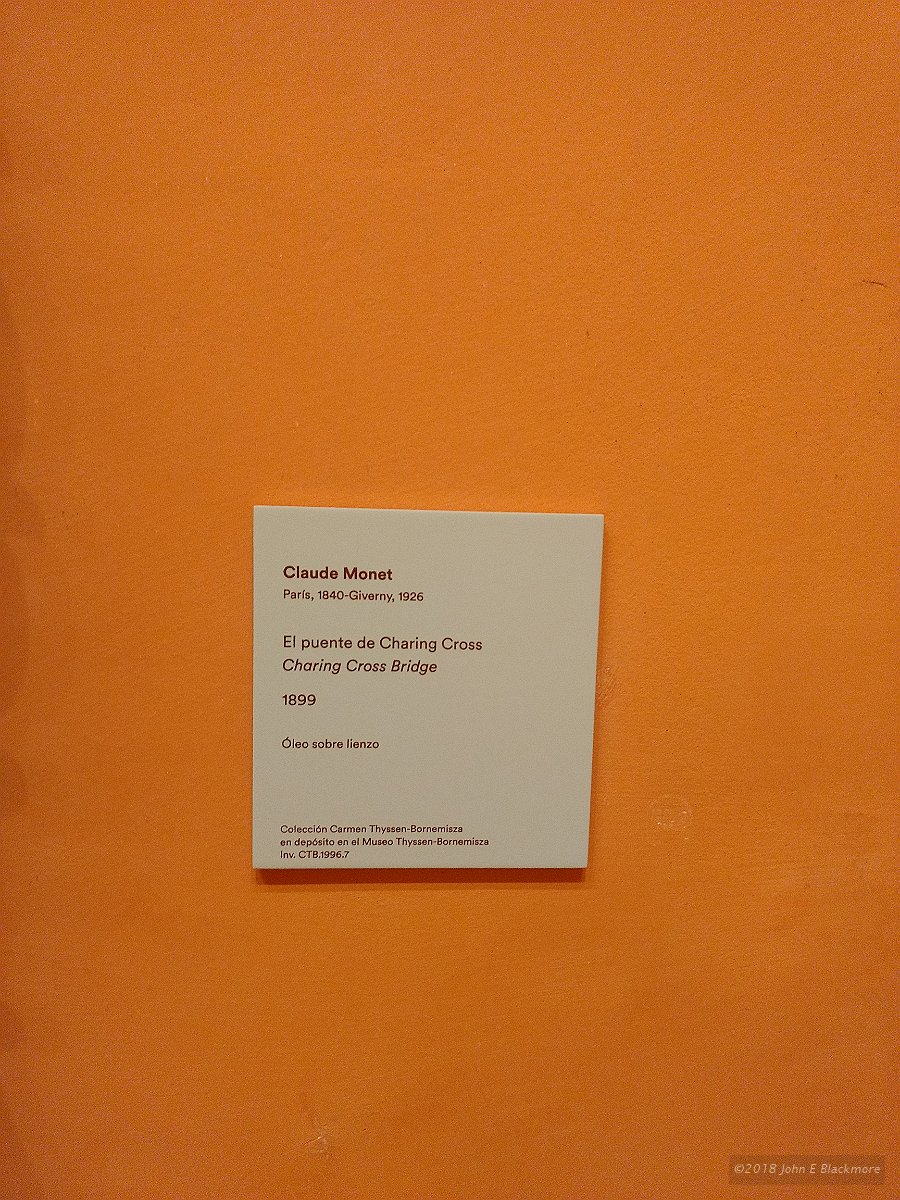 Claude Monet
París, 1840-Giverny, 1926
El puente de Charing Cross
Charing Cross Bridge
1899
Óleo sobre lienzo
Colección Carmen Thyssen-Bornemisza
en depósito en el Museo Thyssen-Bornemisza
Inv. CTB.1996.7
©2018 John E Blackmore